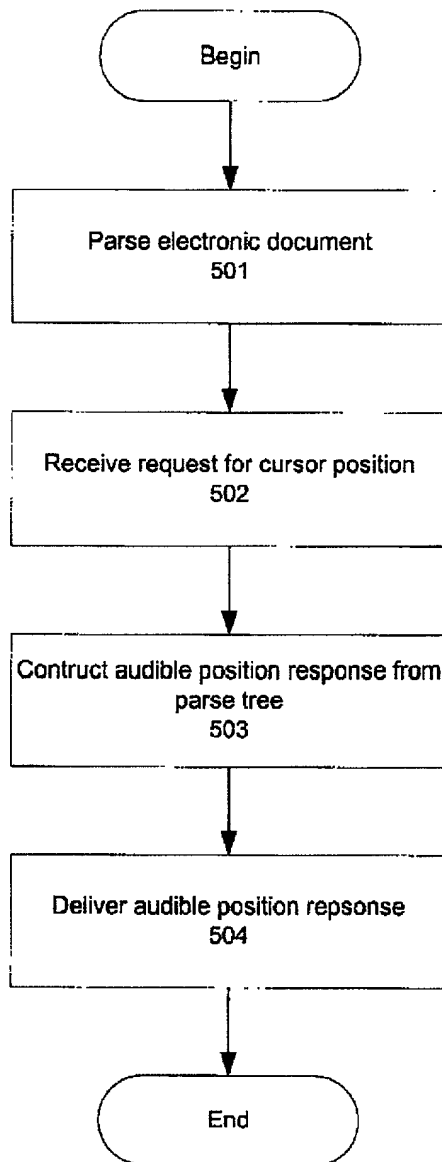 Begin
Parse electronic document
501
Receive request for cursor position
502
Contruct audible position response from
parse tree
503
Deliver audible position repsonse
504
End